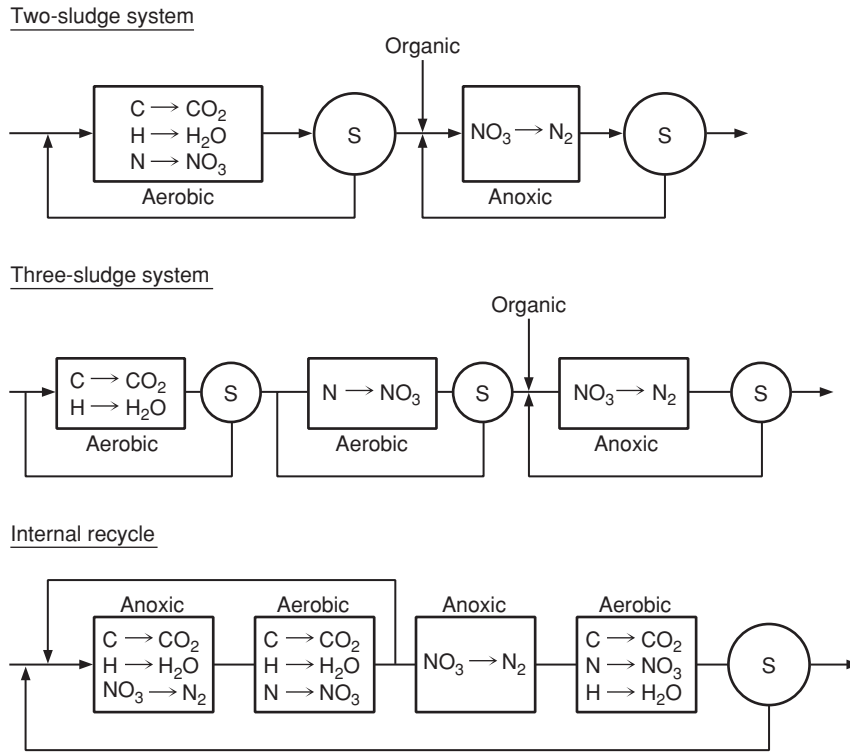 Two-sludge system
Organic
C → CO₂
H → H₂O
N → NO₃
Aerobic
S
NO₃ → N₂
Anoxic
S
Three-sludge system
Organic
C → CO₂
H → H₂O
Aerobic
S
N → NO₃
Aerobic
S
NO₃ → N₂
Anoxic
S
Internal recycle
Anoxic
C → CO₂
H → H₂O
NO₃ → N₂
Aerobic
C → CO₂
H → H₂O
N → NO₃
Anoxic
NO₃ → N₂
Aerobic
C → CO₂
N → NO₃
H → H₂O
S